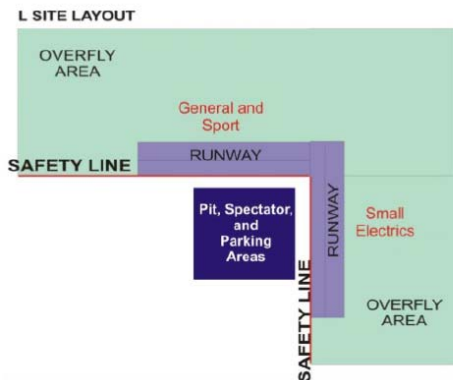 L SITE LAYOUT
OVERFLY
AREA
General and
Sport
RUNWAY
SAFETY LINE
Pit, Spectator,
and
Parking
Areas
RUNWAY
Small
Electrics
SAFETY LINE
OVERFLY
AREA